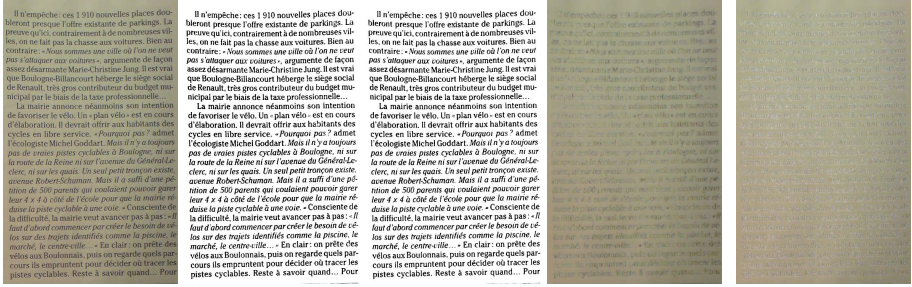 Il n'empêche : ces 1 910 nouvelles places dou-
bleront presque l'offre existante de parkings. La
preuve qu'ici, contrairement à de nombreuses vil-
les, on ne fait pas la chasse aux voitures. Bien au
contraire : « Nous sommes une ville où l'on ne veut
pas s'attaquer aux voitures », argumente de façon
assez désarmante Marie-Christine Jung. Il est vrai
que Boulogne-Billancourt héberge le siège social
de Renault, très gros contributeur du budget mu-
nicipal par le biais de la taxe professionnelle...
La mairie annonce néanmoins son intention
de favoriser le vélo. Un « plan vélo » est en cours
d'élaboration. Il devrait offrir aux habitants des
cycles en libre service. « Pourquoi pas ? admet
l'écologiste Michel Goddart. Mais il n'y a toujours
pas de vraies pistes cyclables à Boulogne, ni sur
la route de la Reine ni sur l'avenue du Général-Le-
clerc, ni sur les quais. Un seul petit tronçon existe,
avenue Robert-Schuman. Mais il a suffi d'une pé-
tition de 500 parents qui voulaient pouvoir garer
leur 4 x 4 à côté de l'école pour que la mairie ré-
duise la piste cyclable à une voie. » Consciente de
la difficulté, la mairie veut avancer pas à pas : « Il
faut d'abord commencer par créer le besoin de vé-
los sur des trajets identifiés comme la piscine, le
marché, le centre-ville... » En clair : on prête des
vélos aux Boulonnais, puis on regarde quels par-
cours ils empruntent pour décider où tracer les
pistes cyclables. Reste à savoir quand... Pour